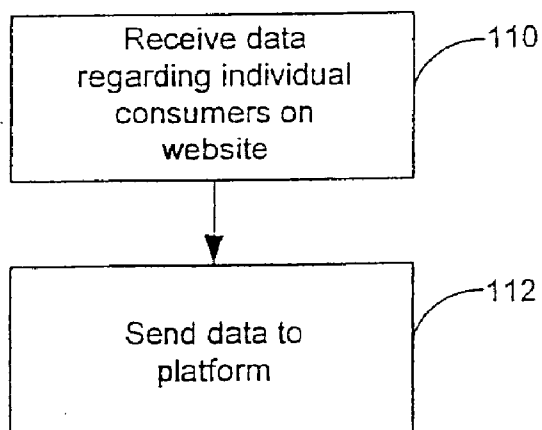 Receive data
regarding individual
consumers on
website
110
Send data to
platform
112